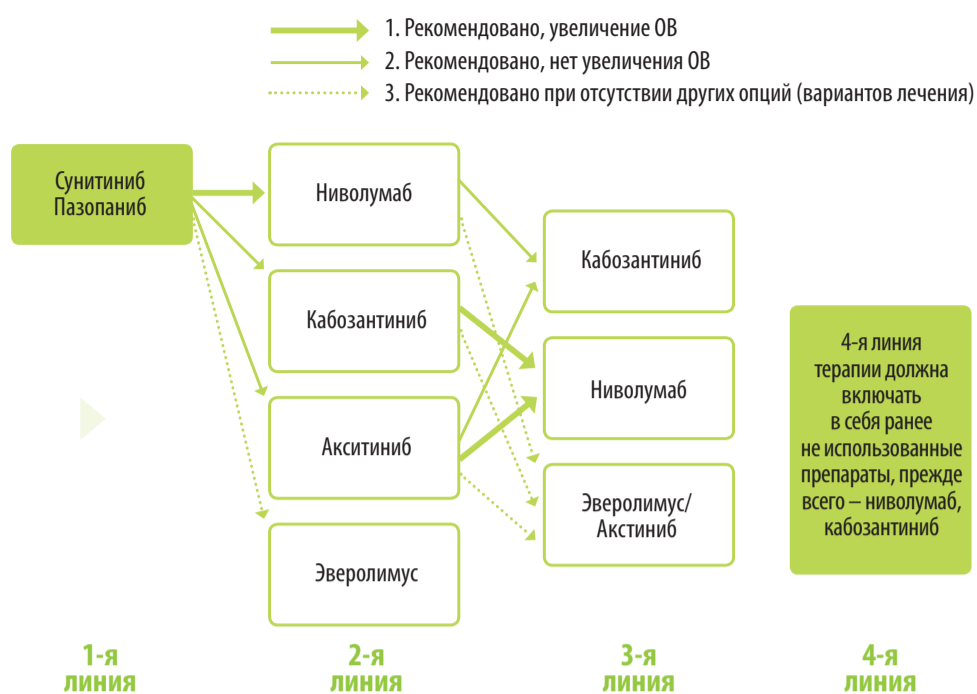 1. Рекомендовано, увеличение ОВ
2. Рекомендовано, нет увеличения ОВ
3. Рекомендовано при отсутствии других опций (вариантов лечения)
Сунитиниб
Пазопаниб
Ниволумаб
Кабозантиниб
Акситиниб
Эверолимус
Кабозантиниб
Ниволумаб
Эверолимус/
Акстиниб
4-я линия
терапии должна
включать
в себя ранее
не использованные
препараты, прежде
всего – ниволумаб,
кабозантиниб
1-я
линия
2-я
линия
3-я
линия
4-я
линия